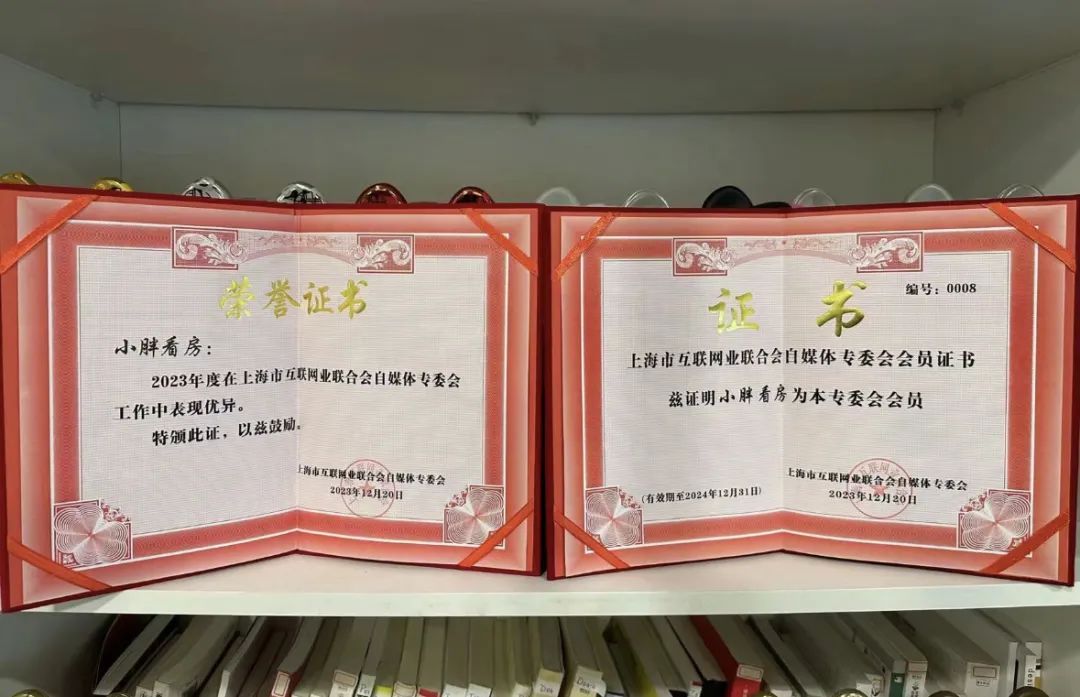 荣誉证书
小胖看房：
2023年度在上海市互联网业联合会自媒体专委会
工作中表现优异。
特颁此证，以兹鼓励。
上海市互联网业联合会自媒体专委会
2023年12月20日
编号：0008
证书
上海市互联网业联合会自媒体专委会会员证书
兹证明小胖看房为本专委会会员
上海市互联网业联合会自媒体专委会
(有效期至2024年12月31日)
2023年12月20日